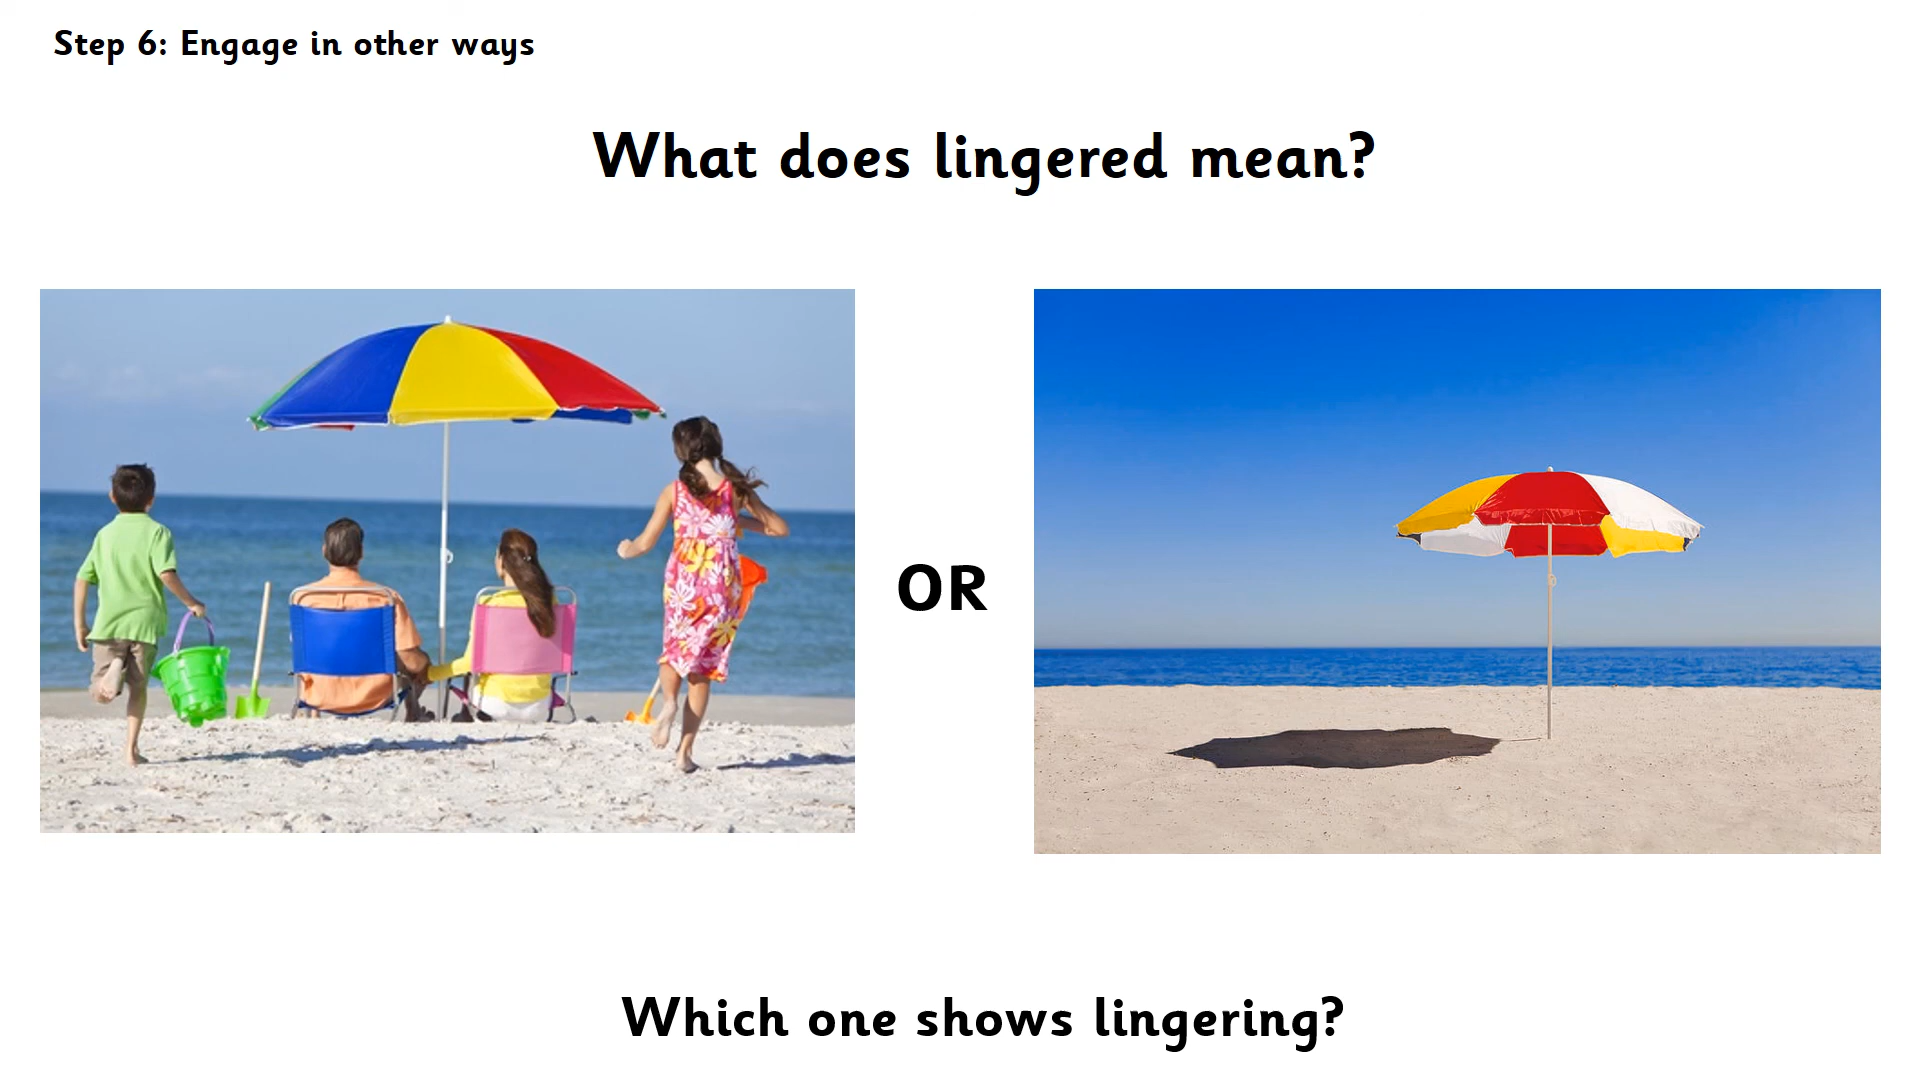 Step 6: Engage in other ways
What does lingered mean?
OR
Which one shows lingering?